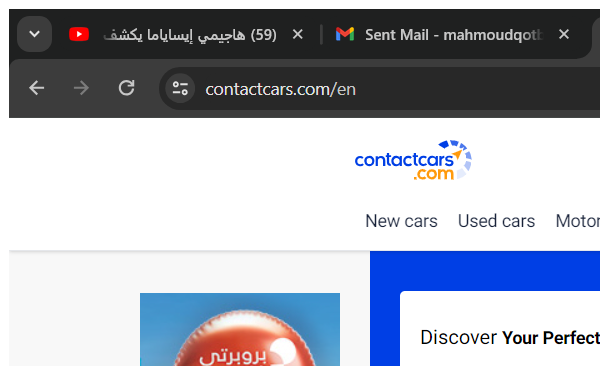 (59) هاجيمي إيساياما يكشف
Sent Mail - mahmoudqotb
contactcars.com/en
contactcars
.com
New cars Used cars Motor
بروبرتي
Discover Your Perfect